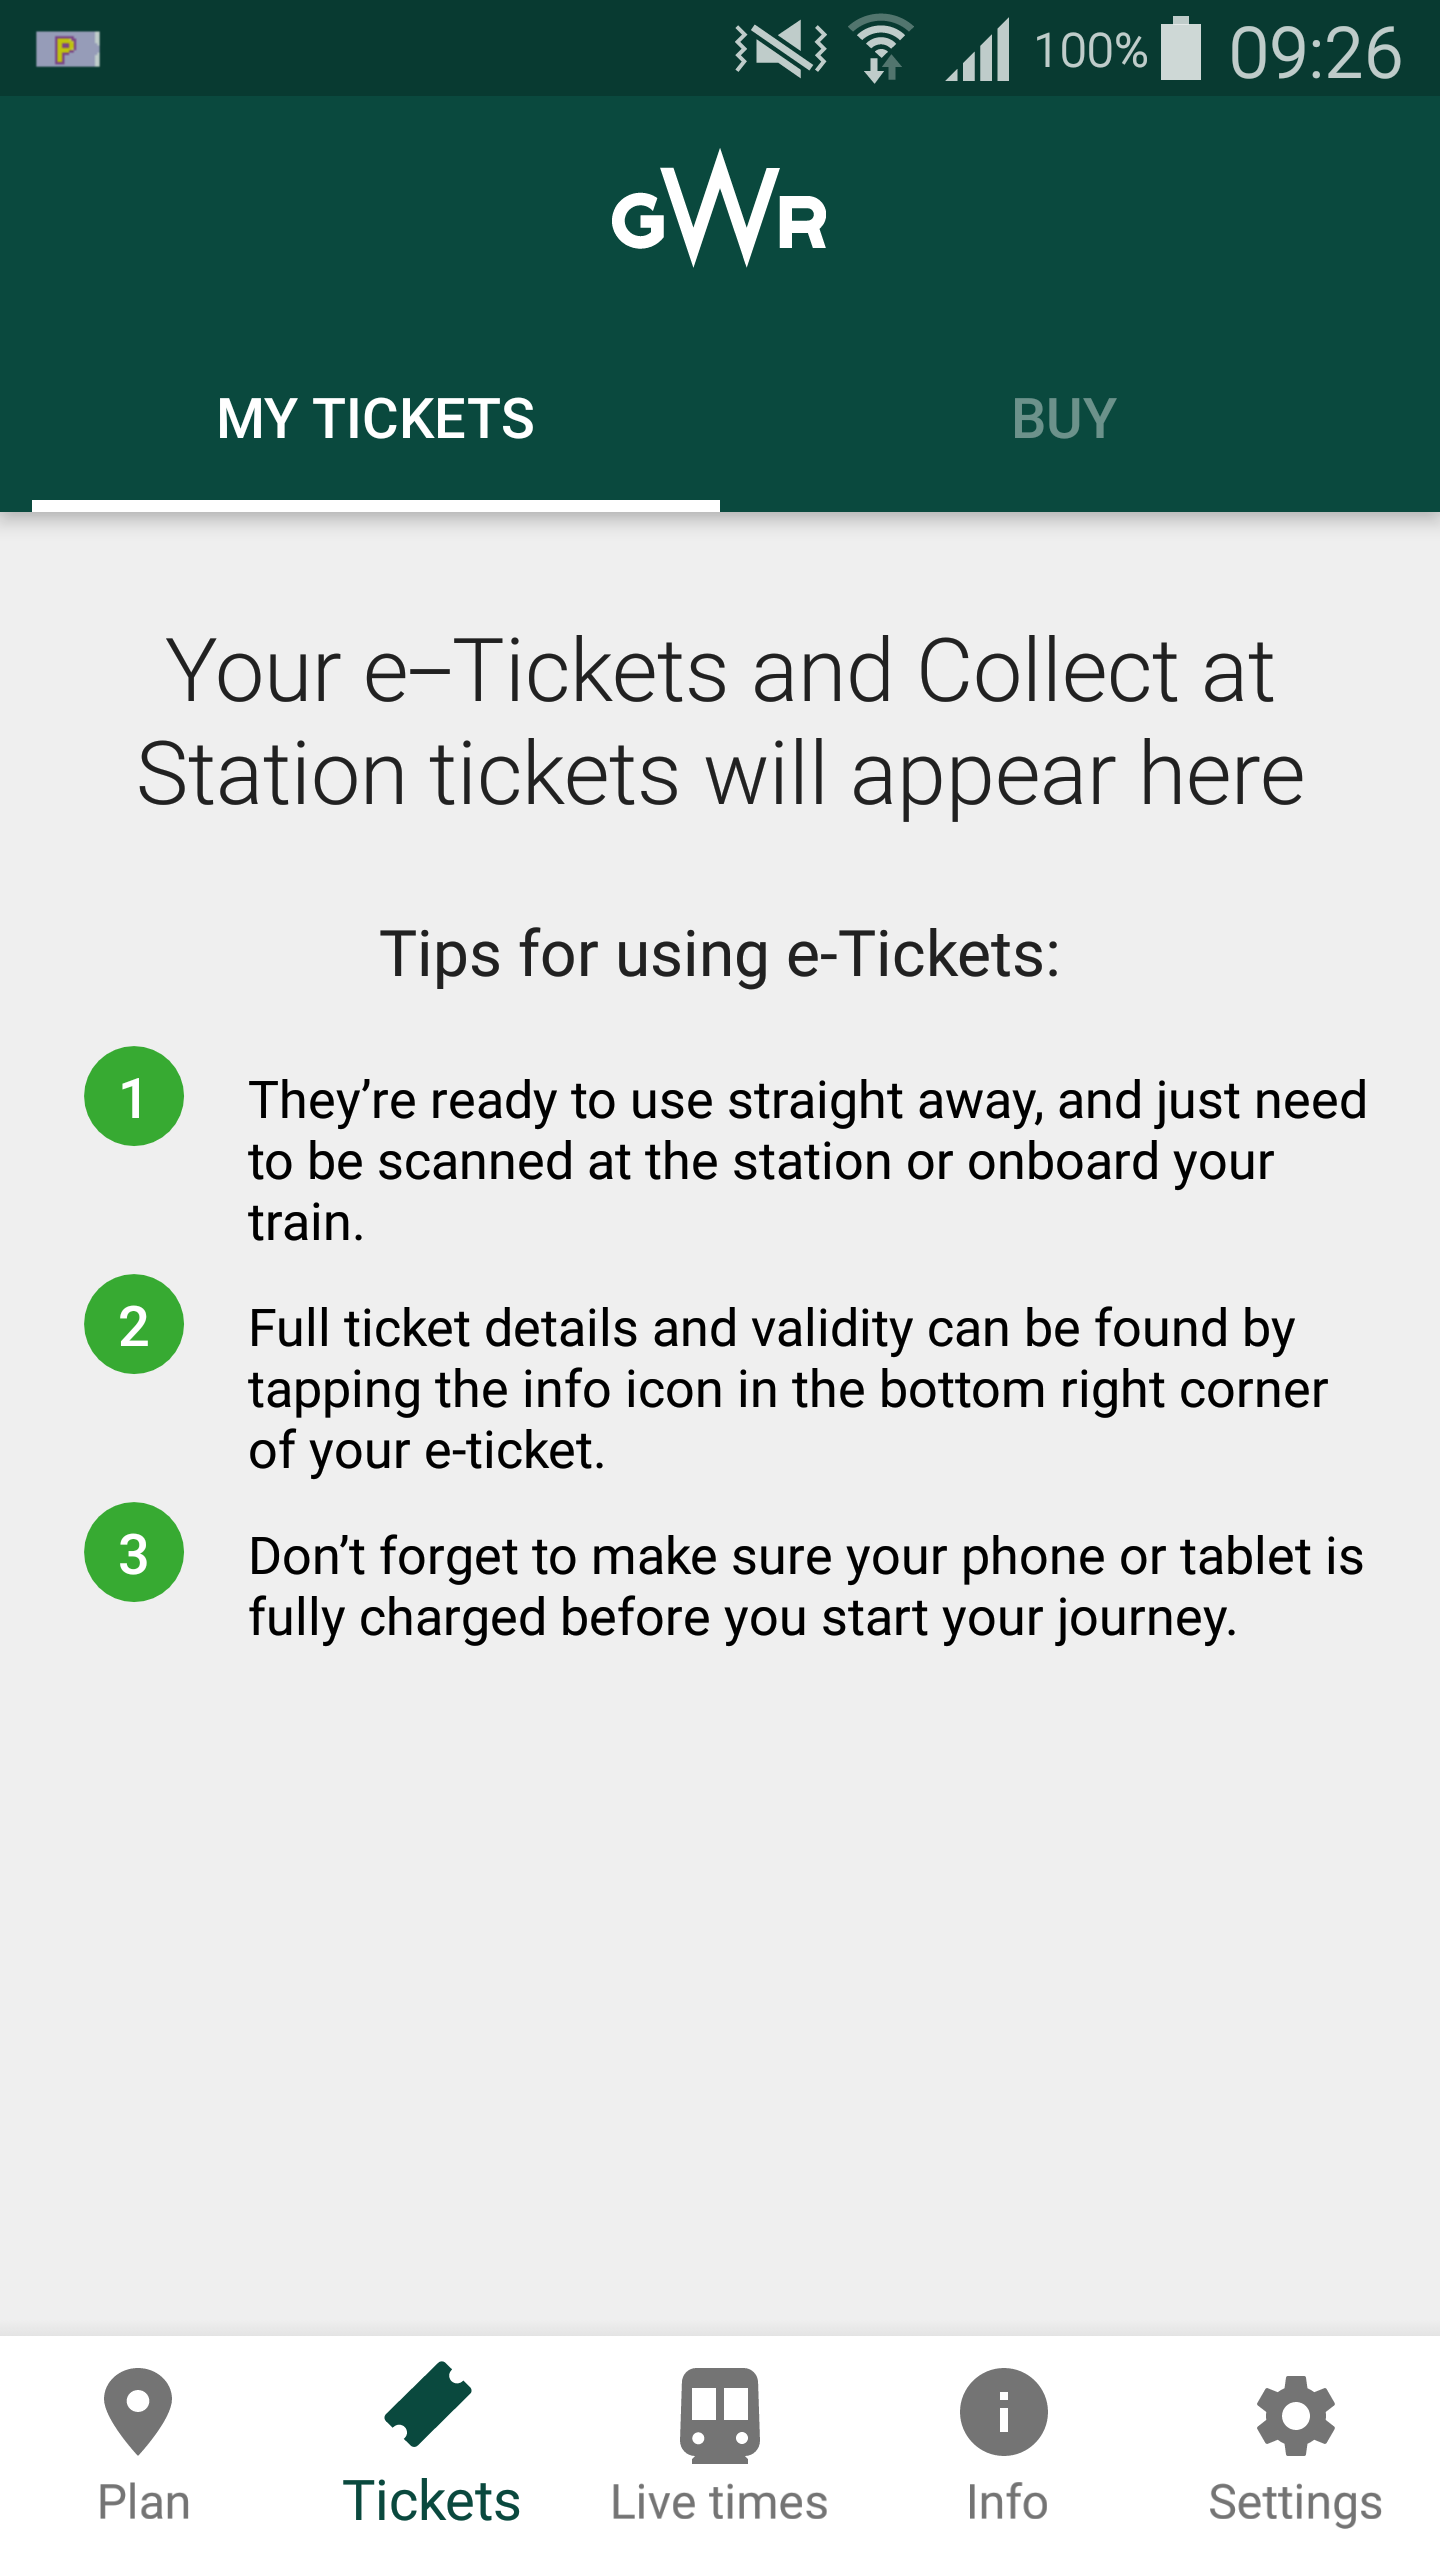 P
100% 09:26
GWR
MY TICKETS BUY
Your e–Tickets and Collect at
Station tickets will appear here
Tips for using e-Tickets:
1 They’re ready to use straight away, and just need
to be scanned at the station or onboard your
train.
2 Full ticket details and validity can be found by
tapping the info icon in the bottom right corner
of your e-ticket.
3 Don’t forget to make sure your phone or tablet is
fully charged before you start your journey.
Plan Tickets Live times Info Settings